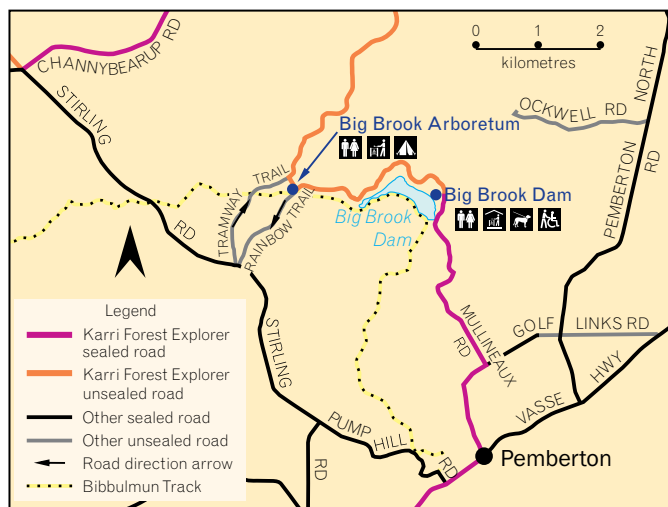 CHANNYBEARUP RD
0 1 2
kilometres
NORTH
STIRLING
OCKWELL RD
Big Brook Arboretum
TRAIL
RD
Big Brook Dam
PEMBERTON
Big Brook
Dam
TRAMWAY
RAINBOW TRAIL
RD
Legend
Karri Forest Explorer
sealed road
Karri Forest Explorer
unsealed road
Other sealed road
Other unsealed road
Road direction arrow
Bibbulmun Track
STIRLING
MULLINEAUX
RD
GOLF LINKS RD
VASSE HWY
PUMP HILL
RD
RD
Pemberton